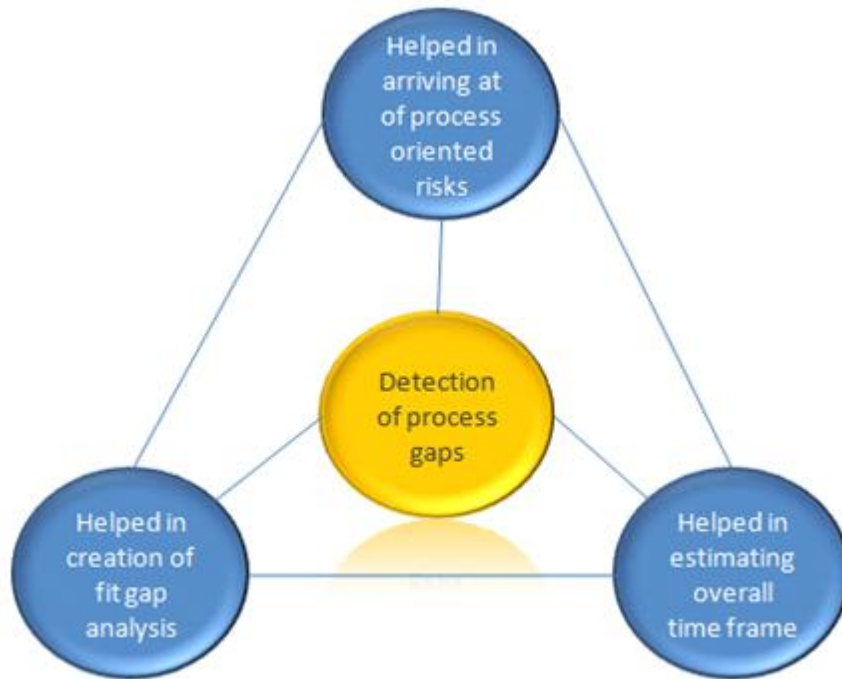 Helped in
arriving at
of process
oriented
risks
Detection
of process
gaps
Helped in
creation of
fit gap
analysis
Helped in
estimating
overall
time frame